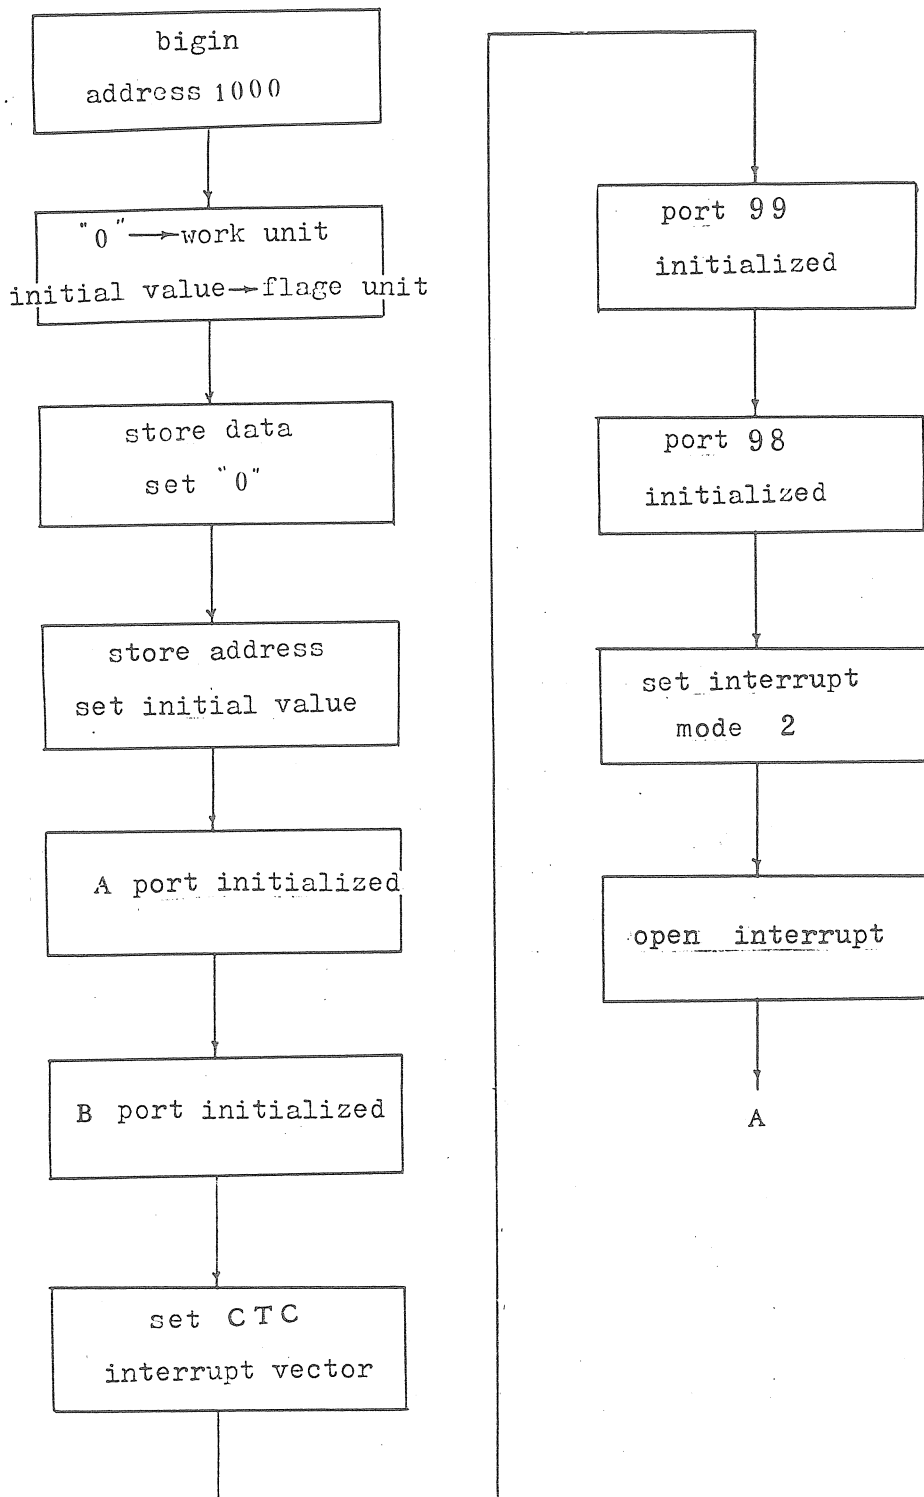 bigin
address 1000
"0"→work unit
initial value→flage unit
store data
set "0"
store address
set initial value
A port initialized
B port initialized
set CTC
interrupt vector
port 99
initialized
port 98
initialized
set interrupt
mode 2
open interrupt
A